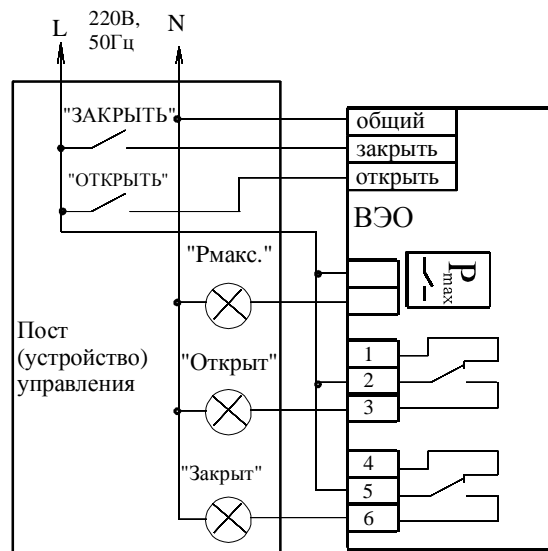 L
220В,
50Гц
N
"ЗАКРЫТЬ"
"ОТКРЫТЬ"
общий
закрыть
открыть
ВЭО
"Рмакс."
Pmax
Пост
(устройство)
управления
"Открыт"
1
2
3
"Закрыт"
4
5
6